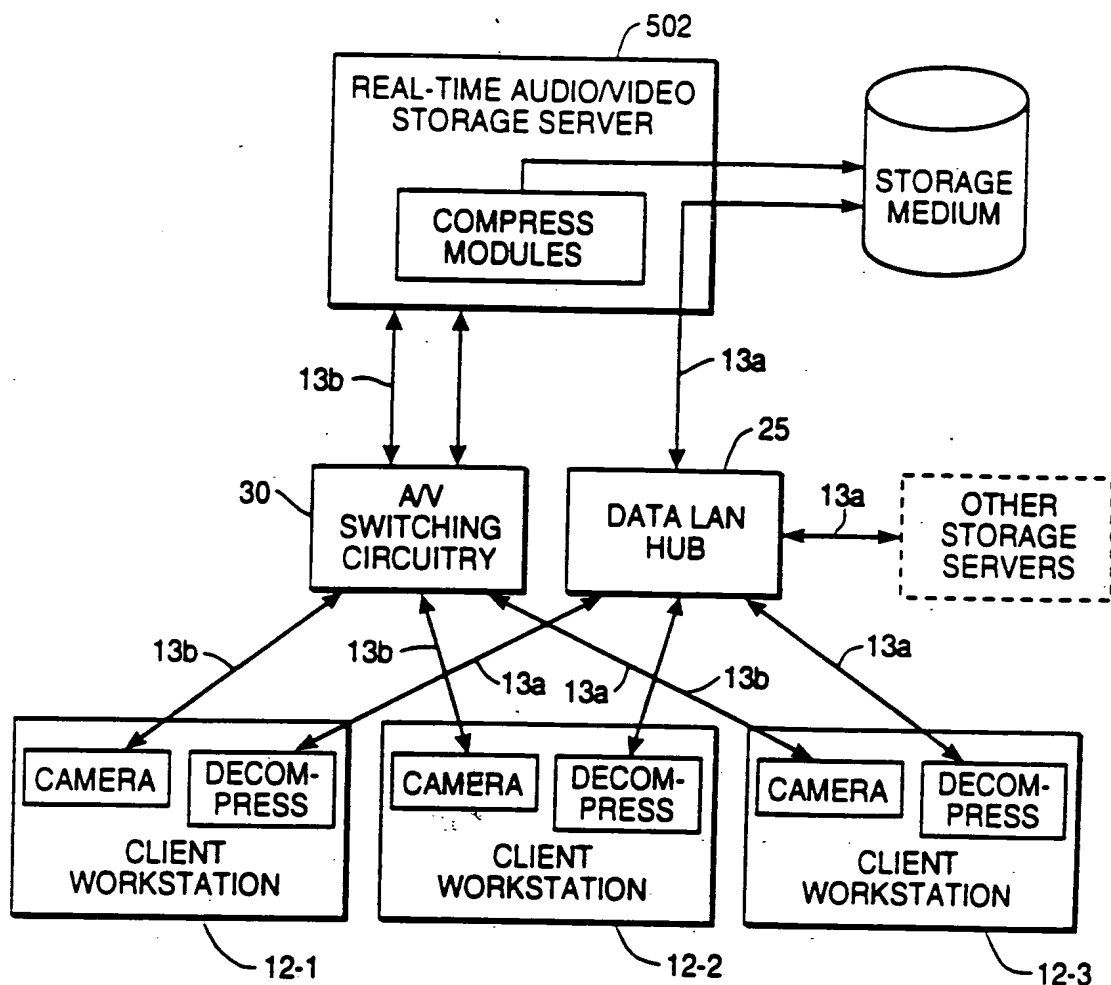 502
REAL-TIME AUDIO/VIDEO
STORAGE SERVER
COMPRESS
MODULES
STORAGE
MEDIUM
13b
13a
25
30
A/V
SWITCHING
CIRCUITRY
DATA LAN
HUB
13a
OTHER
STORAGE
SERVERS
13b
13b
13a
13a
13b
13a
CAMERA
DECOM-
PRESS
CLIENT
WORKSTATION
CAMERA
DECOM-
PRESS
CLIENT
WORKSTATION
CAMERA
DECOM-
PRESS
CLIENT
WORKSTATION
12-1
12-2
12-3